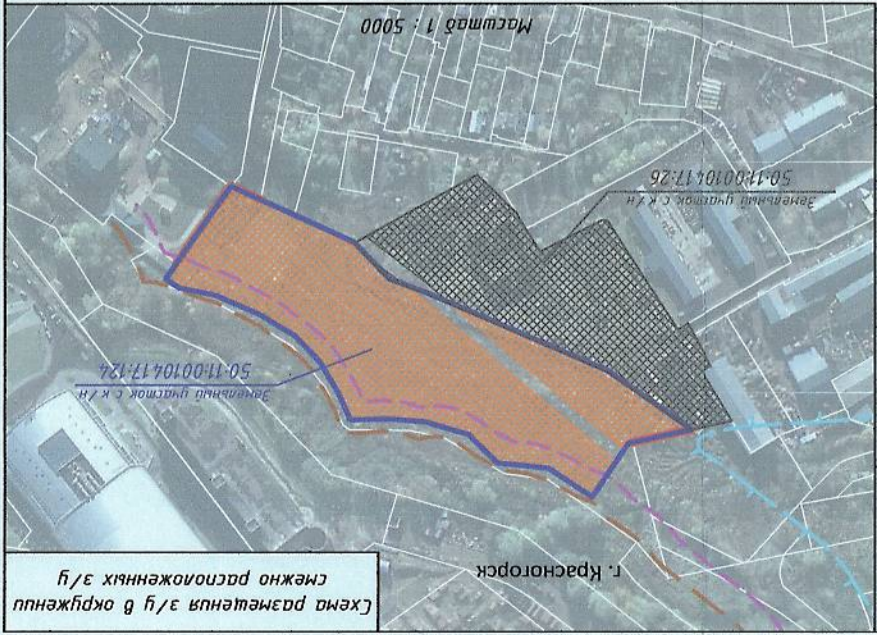 Схема размещения з/у в окружении
смежно расположенных з/у
г. Красногорск
Земельный участок с к/н
50:11:0010417:124
Земельный участок с к/н
50:11:0010417:26
Масштаб 1 : 5000